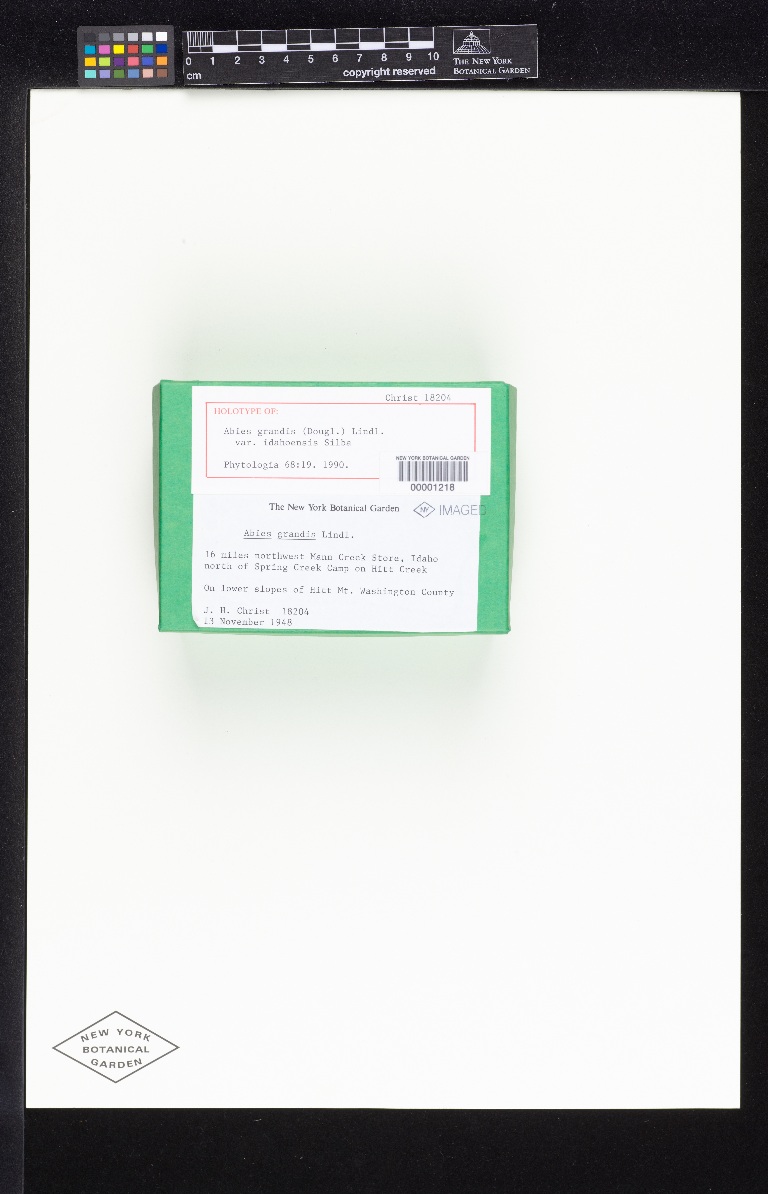 0 1 2 3 4 5 6 7 8 9 10
cm
copyright reserved
THE NEW YORK
BOTANICAL GARDEN
Christ 18204
HOLOTYPE OF:
Abies grandis (Dougl.) Lindl.
var. idahoensis Silba
Phytologia 68:19. 1990.
NEW YORK BOTANICAL GARDEN
00001218
The New York Botanical Garden
NY IMAGED
Abies grandis Lindl.
16 miles northwest Mann Creek Store, Idaho
north of Spring Creek Camp on Hitt Creek
On lower slopes of Hitt Mt. Washington County
J. H. Christ 18204
13 November 1948
NEW YORK
BOTANICAL
GARDEN